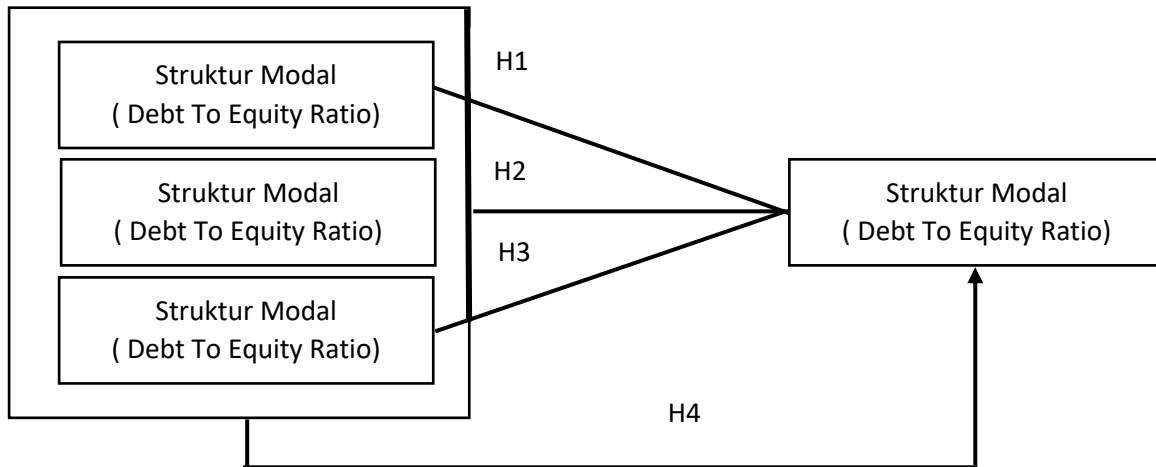 Struktur Modal
( Debt To Equity Ratio)
Struktur Modal
( Debt To Equity Ratio)
Struktur Modal
( Debt To Equity Ratio)
H1
H2
H3
Struktur Modal
( Debt To Equity Ratio)
H4